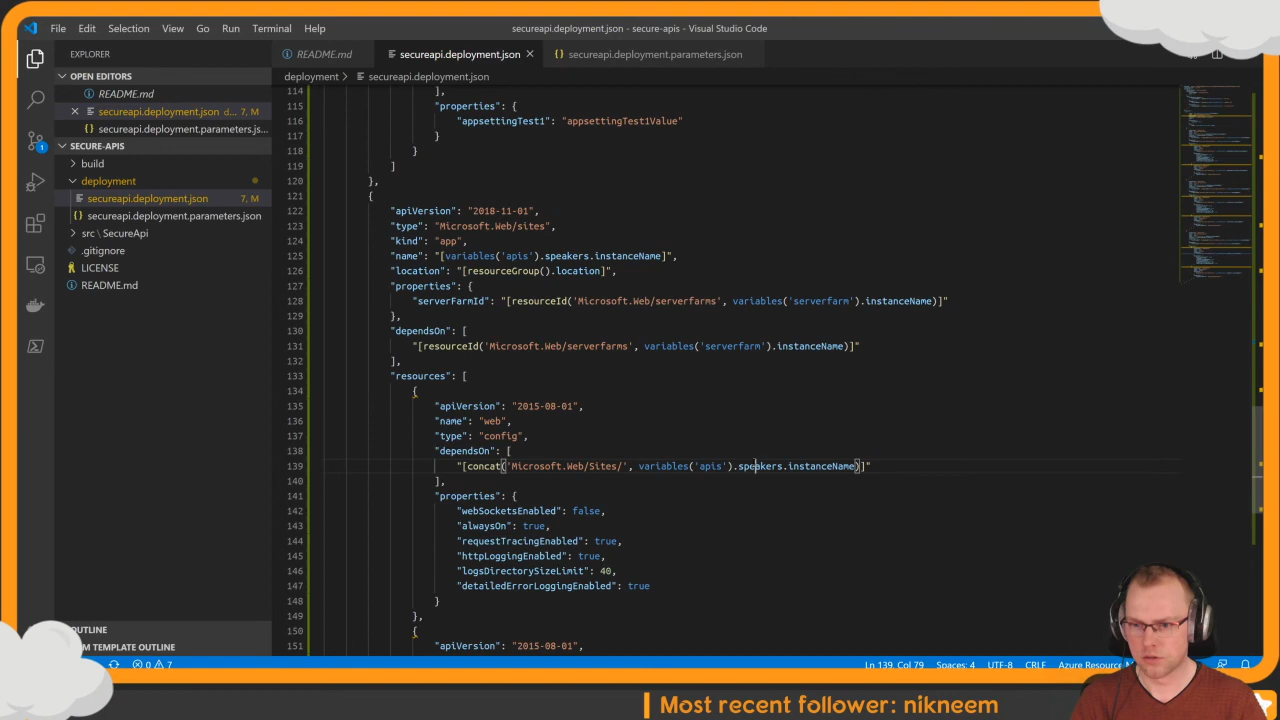 File Edit Selection View Go Run Terminal Help
secureapi.deployment.json - secure-apis - Visual Studio Code
EXPLORER
OPEN EDITORS
README.md
secureapi.deployment.json d... 7, M
secureapi.deployment.parameters.js...
SECURE-APIS
build
deployment
secureapi.deployment.json 7, M
secureapi.deployment.parameters.json
src \ SecureApi
.gitignore
LICENSE
README.md
OUTLINE
M TEMPLATE OUTLINE
README.md secureapi.deployment.json secureapi.deployment.parameters.json
deployment > secureapi.deployment.json
114 ],
115 "properties": {
116 "appsettingTest1": "appsettingTest1Value"
117 }
118 }
119 ]
120 },
121 {
122 "apiVersion": "2018-11-01",
123 "type": "Microsoft.Web/sites",
124 "kind": "app",
125 "name": "[variables('apis').speakers.instanceName]",
126 "location": "[resourceGroup().location]",
127 "properties": {
128 "serverFarmId": "[resourceId('Microsoft.Web/serverfarms', variables('serverfarm').instanceName)]"
129 },
130 "dependsOn": [
131 "[resourceId('Microsoft.Web/serverfarms', variables('serverfarm').instanceName)]"
132 ],
133 "resources": [
134 {
135 "apiVersion": "2015-08-01",
136 "name": "web",
137 "type": "config",
138 "dependsOn": [
139 "[concat('Microsoft.Web/Sites/', variables('apis').speakers.instanceName)]"
140 ],
141 "properties": {
142 "webSocketsEnabled": false,
143 "alwaysOn": true,
144 "requestTracingEnabled": true,
145 "httpLoggingEnabled": true,
146 "logsDirectorySizeLimit": 40,
147 "detailedErrorLoggingEnabled": true
148 }
149 },
150 {
151 "apiVersion": "2015-08-01",
0 7 Ln 139, Col 79 Spaces: 4 UTF-8 CRLF Azure Resource
Most recent follower: nikneem